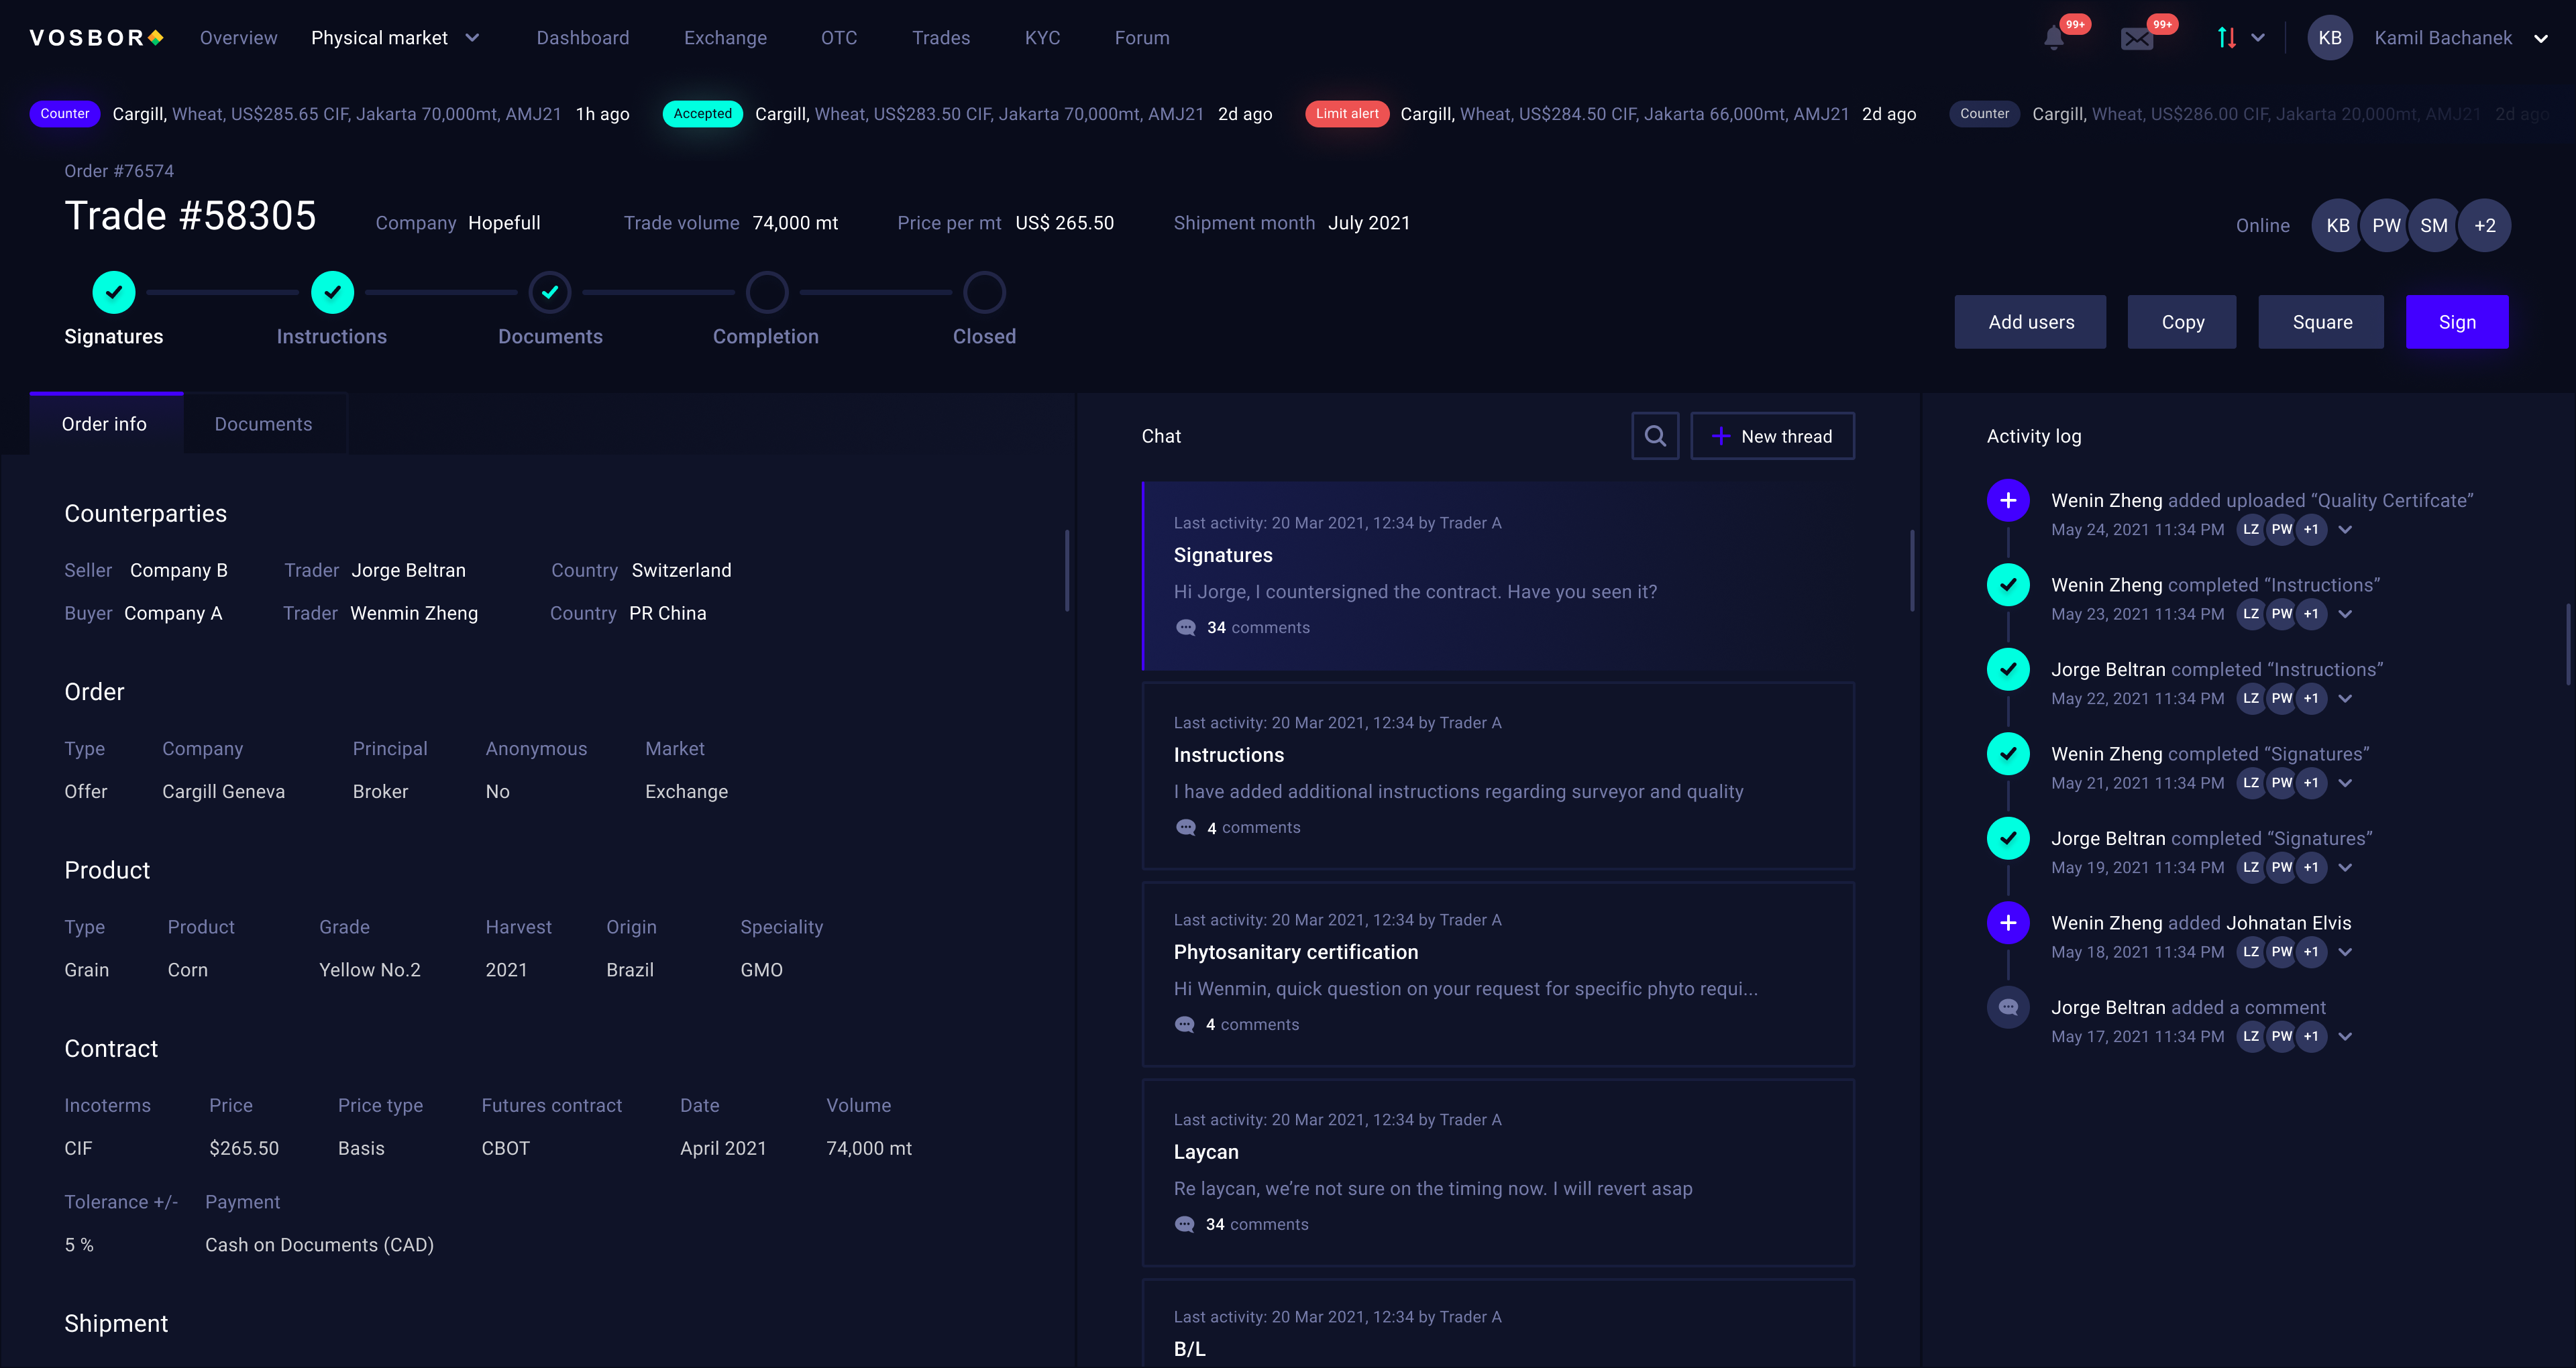 VOSBOR Overview Physical market Dashboard Exchange OTC Trades KYC Forum 99+ 99+ KB Kamil Bachanek
Counter Cargill, Wheat, US$285.65 CIF, Jakarta 70,000mt, AMJ21 1h ago Accepted Cargill, Wheat, US$283.50 CIF, Jakarta 70,000mt, AMJ21 2d ago Limit alert Cargill, Wheat, US$284.50 CIF, Jakarta 66,000mt, AMJ21 2d ago Counter Cargill, Wheat, US$286.00 CIF, Jakarta 20,000mt, AMJ21 2d ago
Order #76574
Trade #58305 Company Hopefull Trade volume 74,000 mt Price per mt US$ 265.50 Shipment month July 2021 Online KB PW SM +2
Signatures Instructions Documents Completion Closed
Add users Copy Square Sign
Order info Documents
Counterparties
Seller Company B Trader Jorge Beltran Country Switzerland
Buyer Company A Trader Wenmin Zheng Country PR China
Order
Type Company Principal Anonymous Market
Offer Cargill Geneva Broker No Exchange
Product
Type Product Grade Harvest Origin Speciality
Grain Corn Yellow No.2 2021 Brazil GMO
Contract
Incoterms Price Price type Futures contract Date Volume
CIF $265.50 Basis CBOT April 2021 74,000 mt
Tolerance +/- Payment
5 % Cash on Documents (CAD)
Shipment
Chat New thread
Last activity: 20 Mar 2021, 12:34 by Trader A
Signatures
Hi Jorge, I countersigned the contract. Have you seen it?
34 comments
Last activity: 20 Mar 2021, 12:34 by Trader A
Instructions
I have added additional instructions regarding surveyor and quality
4 comments
Last activity: 20 Mar 2021, 12:34 by Trader A
Phytosanitary certification
Hi Wenmin, quick question on your request for specific phyto requi...
4 comments
Last activity: 20 Mar 2021, 12:34 by Trader A
Laycan
Re laycan, we’re not sure on the timing now. I will revert asap
34 comments
Last activity: 20 Mar 2021, 12:34 by Trader A
B/L
Activity log
Wenin Zheng added uploaded “Quality Certifcate”
May 24, 2021 11:34 PM LZ PW +1
Wenin Zheng completed “Instructions”
May 23, 2021 11:34 PM LZ PW +1
Jorge Beltran completed “Instructions”
May 22, 2021 11:34 PM LZ PW +1
Wenin Zheng completed “Signatures”
May 21, 2021 11:34 PM LZ PW +1
Jorge Beltran completed “Signatures”
May 19, 2021 11:34 PM LZ PW +1
Wenin Zheng added Johnatan Elvis
May 18, 2021 11:34 PM LZ PW +1
Jorge Beltran added a comment
May 17, 2021 11:34 PM LZ PW +1